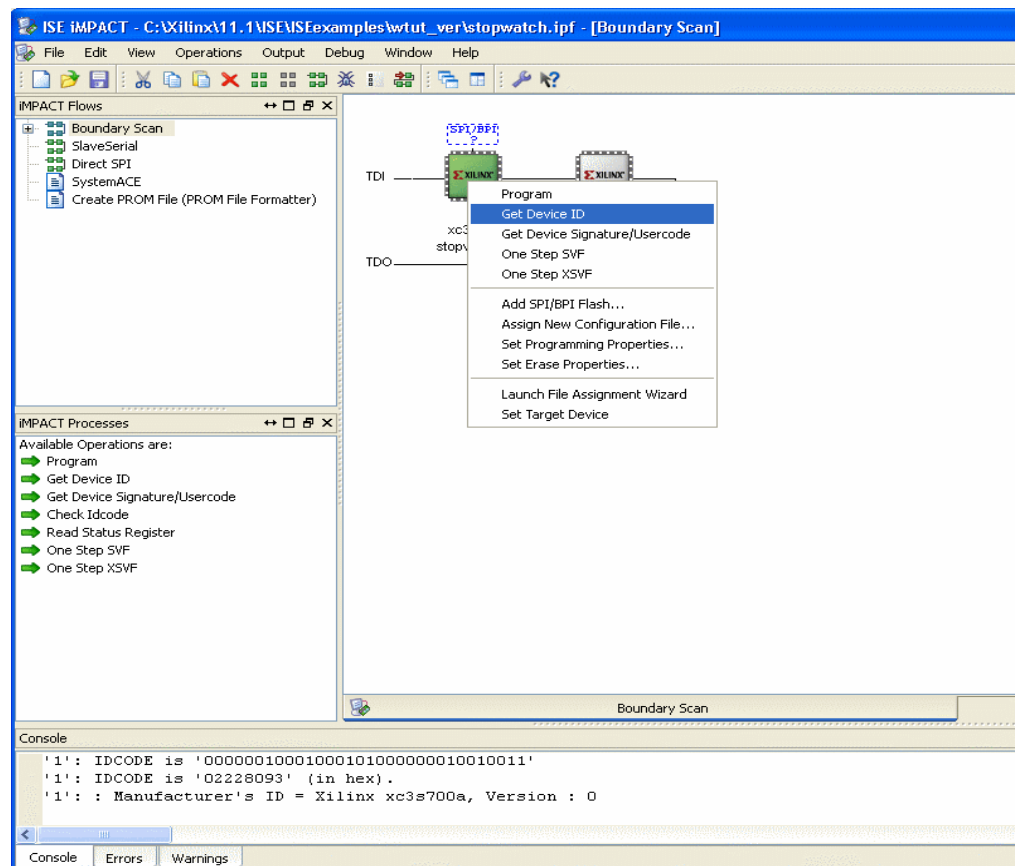 ISE iMPACT - C:\Xilinx\11.1\ISE\ISEexamples\wtut_ver\stopwatch.ipf - [Boundary Scan]
File Edit View Operations Output Debug Window Help
iMPACT Flows
Boundary Scan
SlaveSerial
Direct SPI
SystemACE
Create PROM File (PROM File Formatter)
SPI/BPI
?
TDI
XILINX
XILINX
xc3
stopv
TDO
Program
Get Device ID
Get Device Signature/Usercode
One Step SVF
One Step XSVF
Add SPI/BPI Flash...
Assign New Configuration File...
Set Programming Properties...
Set Erase Properties...
Launch File Assignment Wizard
Set Target Device
iMPACT Processes
Available Operations are:
Program
Get Device ID
Get Device Signature/Usercode
Check Idcode
Read Status Register
One Step SVF
One Step XSVF
Boundary Scan
Console
'1': IDCODE is '00000010001000101000000010010011'
'1': IDCODE is '02228093' (in hex).
'1': : Manufacturer's ID = Xilinx xc3s700a, Version : 0
Console Errors Warnings